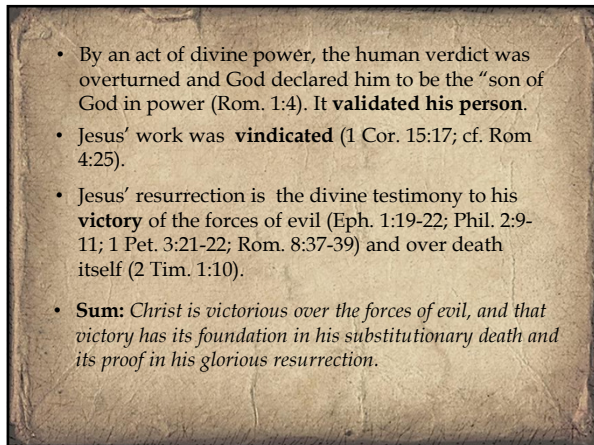 • By an act of divine power, the human verdict was
overturned and God declared him to be the “son of
God in power (Rom. 1:4). It validated his person.
• Jesus’ work was vindicated (1 Cor. 15:17; cf. Rom
4:25).
• Jesus’ resurrection is the divine testimony to his
victory of the forces of evil (Eph. 1:19-22; Phil. 2:9-
11; 1 Pet. 3:21-22; Rom. 8:37-39) and over death
itself (2 Tim. 1:10).
• Sum: Christ is victorious over the forces of evil, and that
victory has its foundation in his substitutionary death and
its proof in his glorious resurrection.